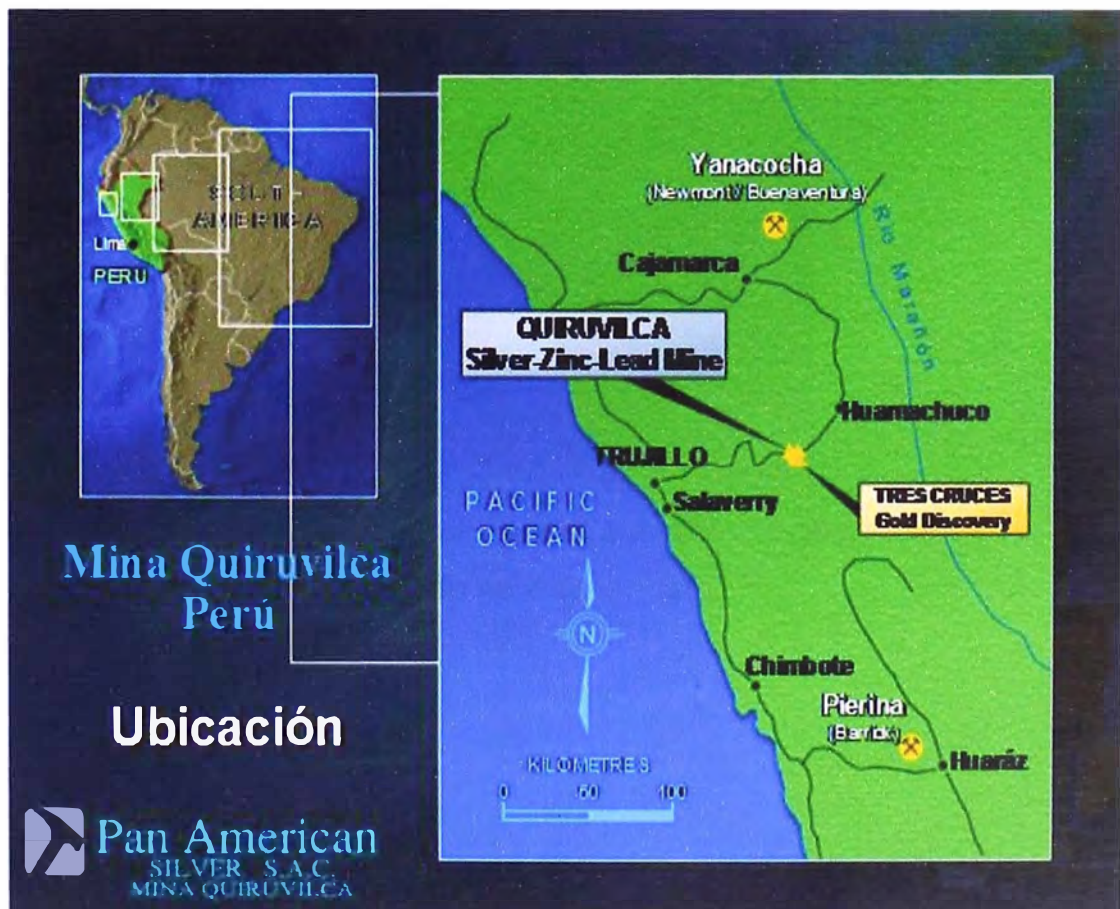 SOUTH
AMERICA
Lima
PERU
Mina Quiruvilca
Perú
Ubicación
Pan American
SILVER S.A.C.
MINA QUIRUVILCA
Yanacocha
(Newmont / Buenaventura)
Río Marañón
Cajamarca
QUIRUVILCA
Silver-Zinc-Lead Mine
Huamachuco
TRUJILLO
Salaverry
TRES CRUCES
Gold Discovery
PACIFIC
OCEAN
N
Chimbote
Pierina
(Barrick)
Huaráz
KILOMETRES
0 50 100